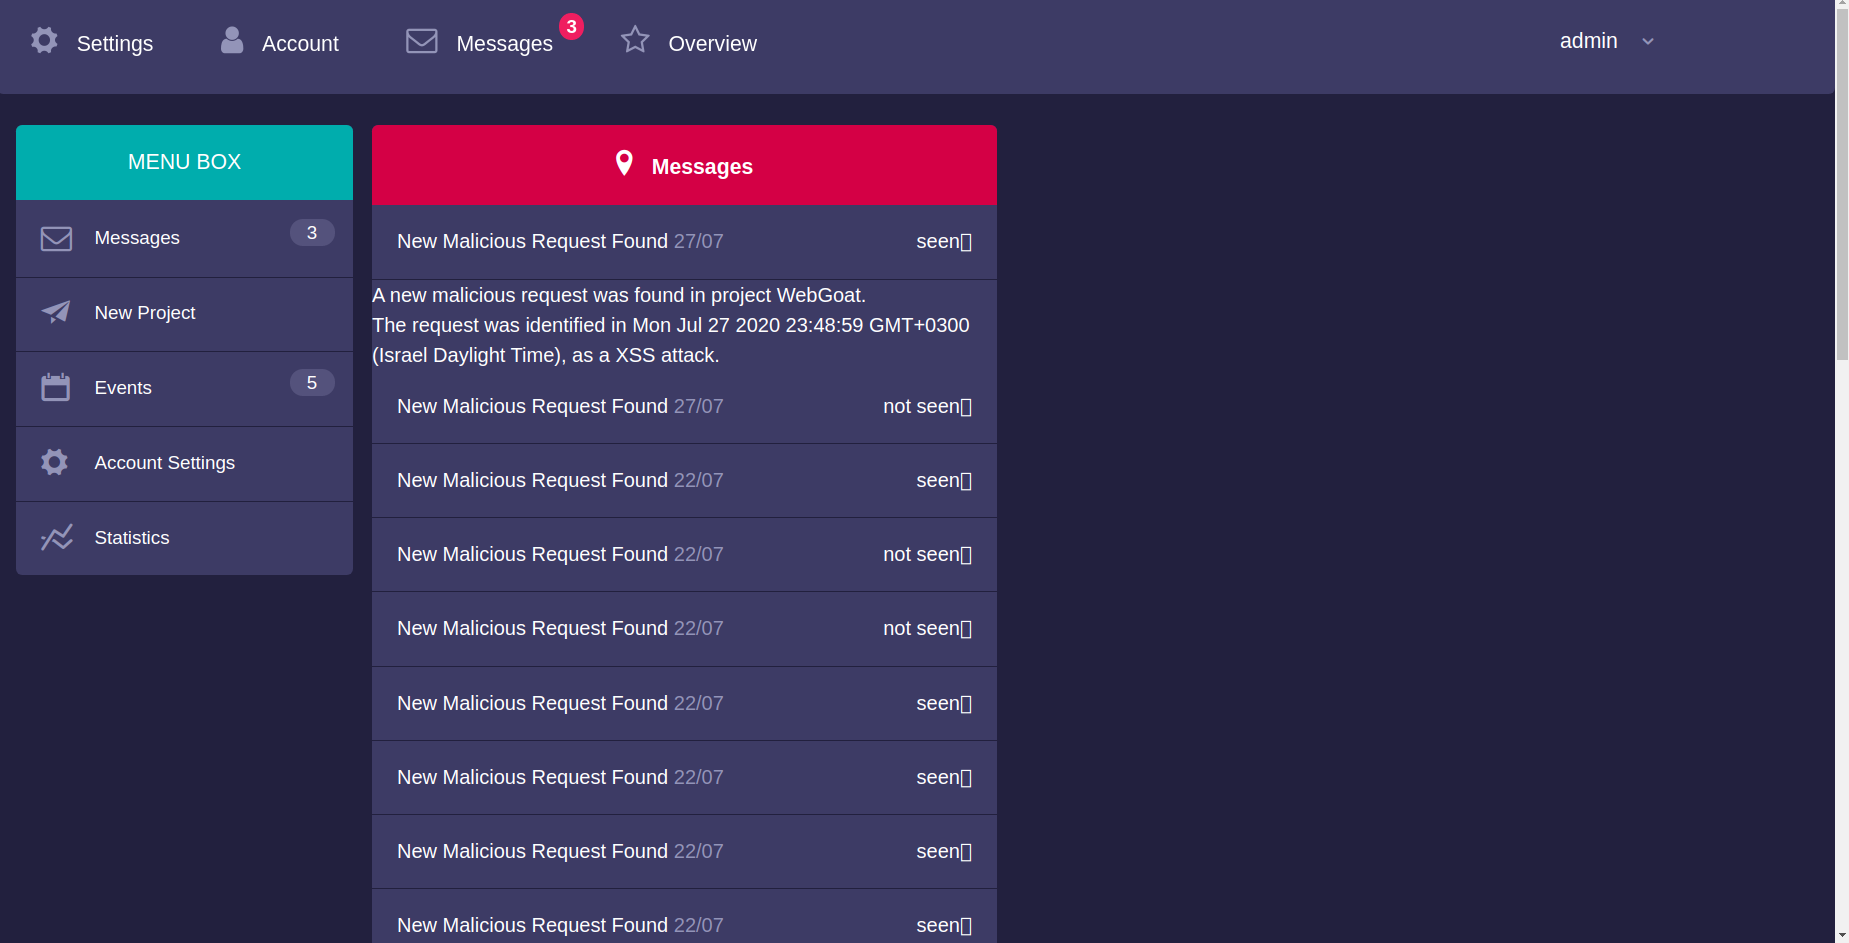 Settings Account Messages 3 Overview admin
MENU BOX
Messages 3
New Project
Events 5
Account Settings
Statistics
Messages
New Malicious Request Found 27/07 seen
A new malicious request was found in project WebGoat.
The request was identified in Mon Jul 27 2020 23:48:59 GMT+0300
(Israel Daylight Time), as a XSS attack.
New Malicious Request Found 27/07 not seen
New Malicious Request Found 22/07 seen
New Malicious Request Found 22/07 not seen
New Malicious Request Found 22/07 not seen
New Malicious Request Found 22/07 seen
New Malicious Request Found 22/07 seen
New Malicious Request Found 22/07 seen
New Malicious Request Found 22/07 seen